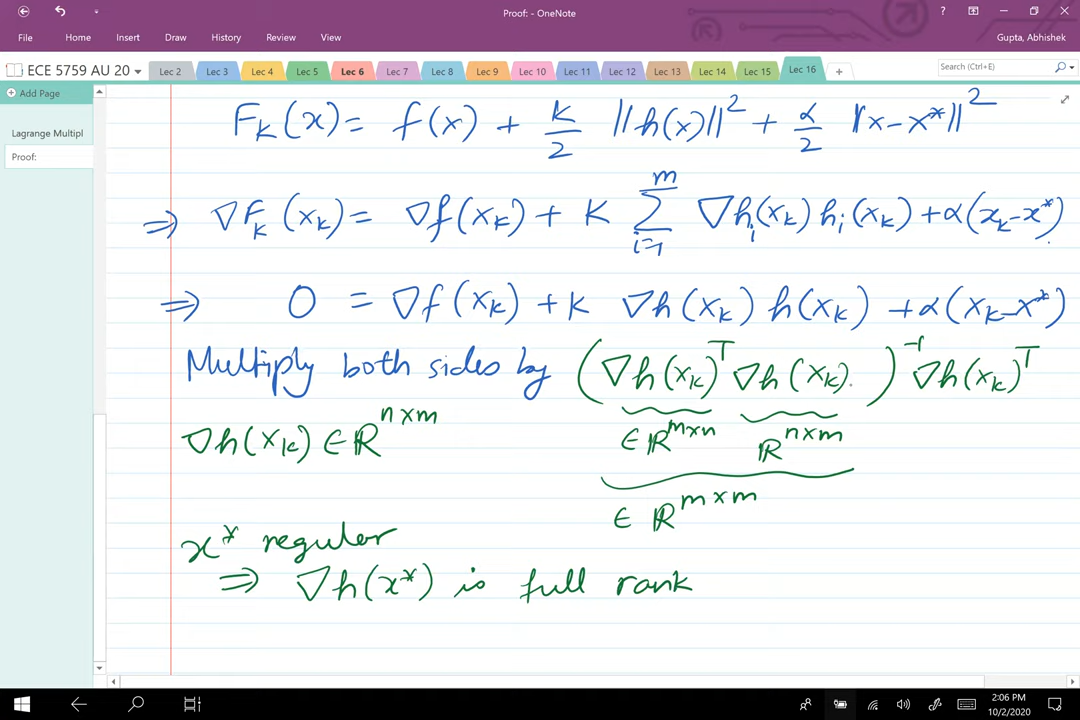 Proof: - OneNote
? Gupta, Abhishek
File Home Insert Draw History Review View
ECE 5759 AU 20 Lec 2 Lec 3 Lec 4 Lec 5 Lec 6 Lec 7 Lec 8 Lec 9 Lec 10 Lec 11 Lec 12 Lec 13 Lec 14 Lec 15 Lec 16 + Search (Ctrl+E)
Add Page
Lagrange Multipl
Proof:
F_k(x) = f(x) + k/2 ||h(x)||^2 + α/2 ||x-x*||^2
⇒ ∇F_k(x_k) = ∇f(x_k) + k ∑_{i=1}^{m} ∇h_i(x_k) h_i(x_k) + α(x_k-x*)
⇒ 0 = ∇f(x_k) + k ∇h(x_k) h(x_k) + α(x_k-x*)
Multiply both sides by (∇h(x_k)^T ∇h(x_k))^{-1} ∇h(x_k)^T
∇h(x_k) ∈ ℝ^{n×m} ∈ ℝ^{m×n} ℝ^{n×m}
∈ ℝ^{m×m}
x* regular
⇒ ∇h(x*) is full rank
2:06 PM
10/2/2020